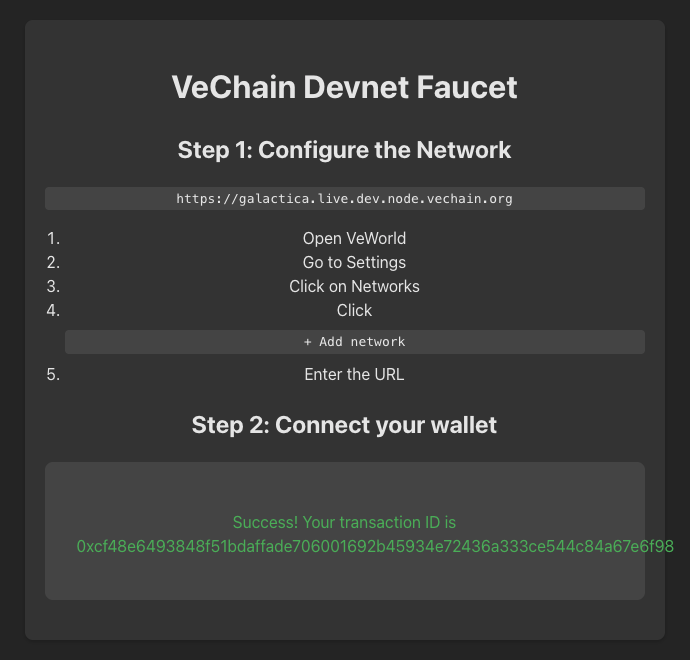 VeChain Devnet Faucet
Step 1: Configure the Network
https://galactica.live.dev.node.vechain.org
1. Open VeWorld
2. Go to Settings
3. Click on Networks
4. Click
+ Add network
5. Enter the URL
Step 2: Connect your wallet
Success! Your transaction ID is
0xcf48e6493848f51bdaffade706001692b45934e72436a333ce544c84a67e6f98